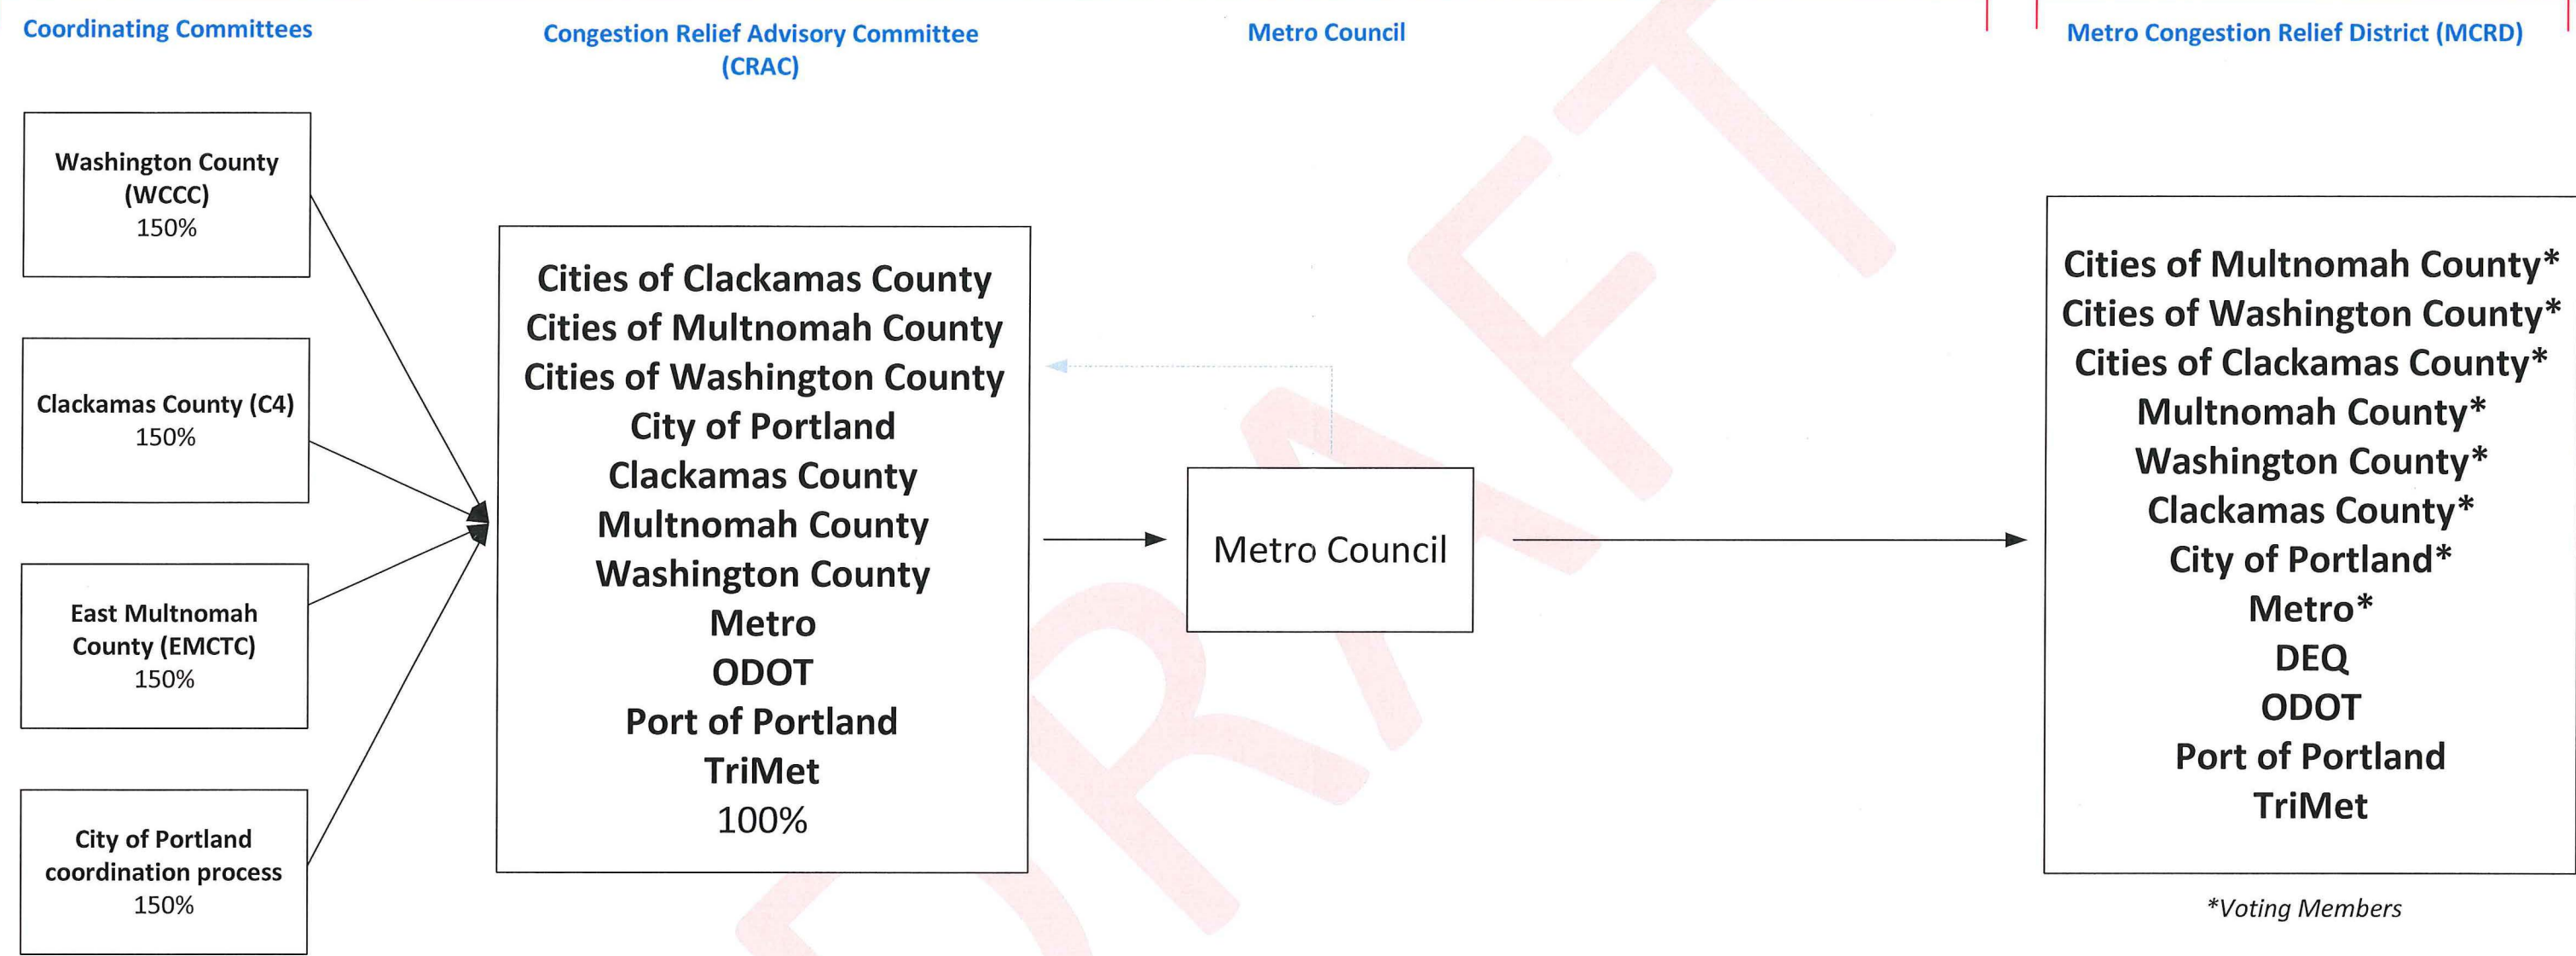 Coordinating Committees
Congestion Relief Advisory Committee
(CRAC)
Metro Council
Metro Congestion Relief District (MCRD)
Washington County
(WCCC)
150%
Clackamas County (C4)
150%
East Multnomah
County (EMCTC)
150%
City of Portland
coordination process
150%
Cities of Clackamas County
Cities of Multnomah County
Cities of Washington County
City of Portland
Clackamas County
Multnomah County
Washington County
Metro
ODOT
Port of Portland
TriMet
100%
Metro Council
Cities of Multnomah County*
Cities of Washington County*
Cities of Clackamas County*
Multnomah County*
Washington County*
Clackamas County*
City of Portland*
Metro*
DEQ
ODOT
Port of Portland
TriMet
*Voting Members
DRAFT